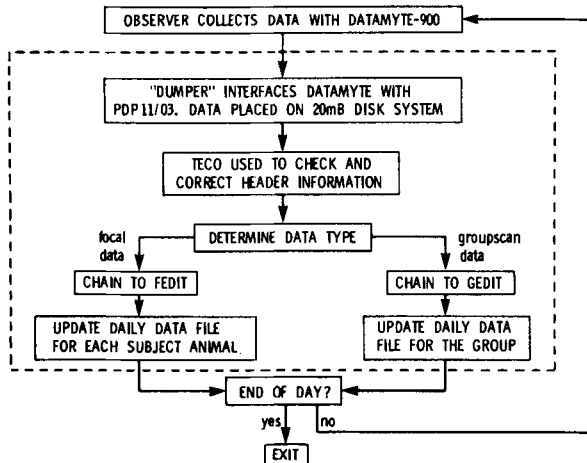 OBSERVER COLLECTS DATA WITH DATAMYTE-900
"DUMPER" INTERFACES DATAMYTE WITH
PDP11/03. DATA PLACED ON 20mB DISK SYSTEM
TECO USED TO CHECK AND
CORRECT HEADER INFORMATION
DETERMINE DATA TYPE
focal
data
groupscan
data
CHAIN TO FEDIT
CHAIN TO GEDIT
UPDATE DAILY DATA FILE
FOR EACH SUBJECT ANIMAL
UPDATE DAILY DATA
FILE FOR THE GROUP
END OF DAY?
yes
no
EXIT